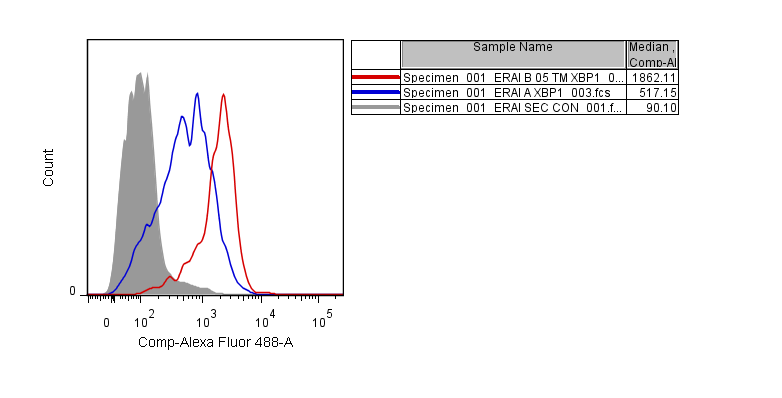 Sample Name
Median ,
Comp-Al
Specimen_001_ERAI B 05 TM XBP1_0... 1862.11
Specimen_001_ERAI A XBP1_003.fcs 517.15
Specimen_001_ERAI SEC CON_001.f... 90.10
Count
0
0 10^2 10^3 10^4 10^5
Comp-Alexa Fluor 488-A